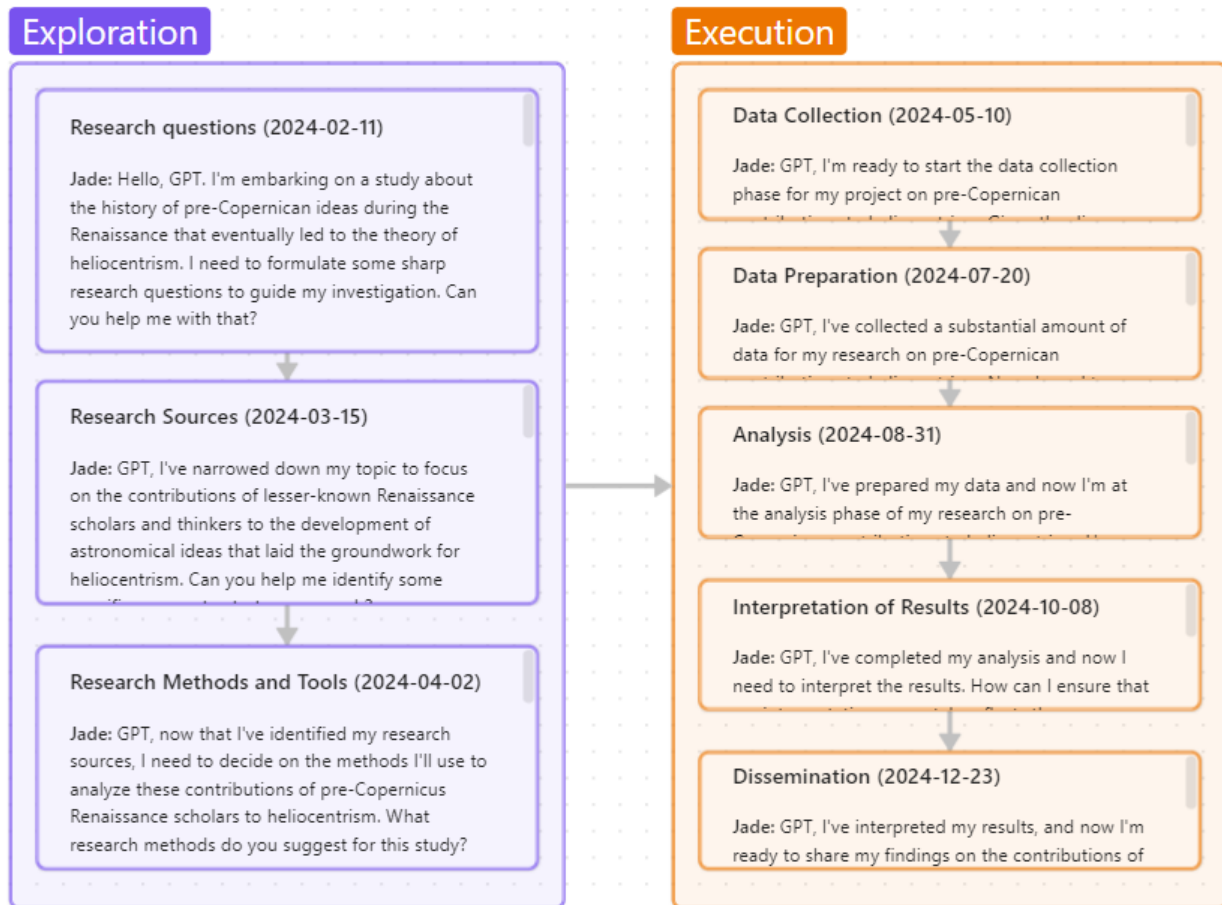 Exploration
Research questions (2024-02-11)
Jade: Hello, GPT. I'm embarking on a study about
the history of pre-Copernican ideas during the
Renaissance that eventually led to the theory of
heliocentrism. I need to formulate some sharp
research questions to guide my investigation. Can
you help me with that?
Research Sources (2024-03-15)
Jade: GPT, I've narrowed down my topic to focus
on the contributions of lesser-known Renaissance
scholars and thinkers to the development of
astronomical ideas that laid the groundwork for
heliocentrism. Can you help me identify some
Research Methods and Tools (2024-04-02)
Jade: GPT, now that I've identified my research
sources, I need to decide on the methods I'll use to
analyze these contributions of pre-Copernicus
Renaissance scholars to heliocentrism. What
research methods do you suggest for this study?
Execution
Data Collection (2024-05-10)
Jade: GPT, I'm ready to start the data collection
phase for my project on pre-Copernican
Data Preparation (2024-07-20)
Jade: GPT, I've collected a substantial amount of
data for my research on pre-Copernican
Analysis (2024-08-31)
Jade: GPT, I've prepared my data and now I'm at
the analysis phase of my research on pre-
Interpretation of Results (2024-10-08)
Jade: GPT, I've completed my analysis and now I
need to interpret the results. How can I ensure that
Dissemination (2024-12-23)
Jade: GPT, I've interpreted my results, and now I'm
ready to share my findings on the contributions of